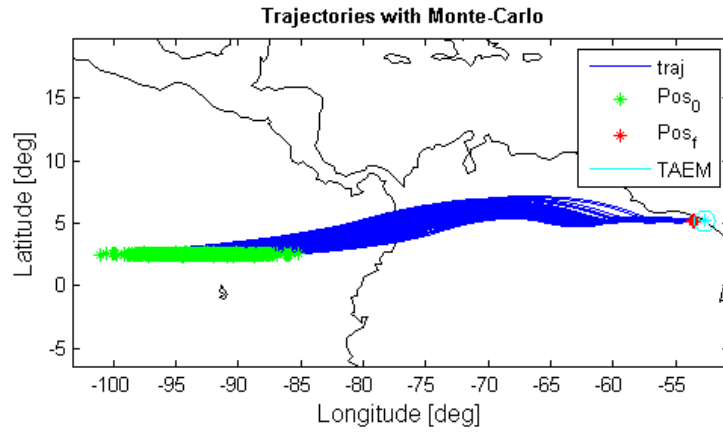 Trajectories with Monte-Carlo
traj
Pos0
Posf
TAEM
Latitude [deg]
15
10
5
0
-5
-100
-95
-90
-85
-80
-75
-70
-65
-60
-55
Longitude [deg]